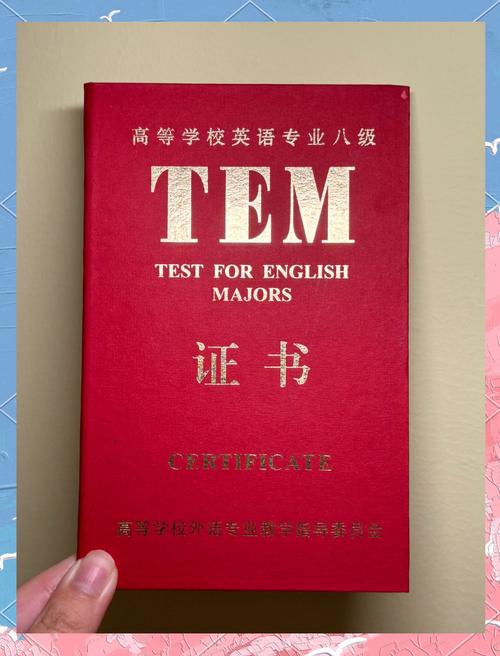 高等学校英语专业八级
TEM
TEST FOR ENGLISH
MAJORS
证书
CERTIFICATE
高等学校外语专业教学指导委员会